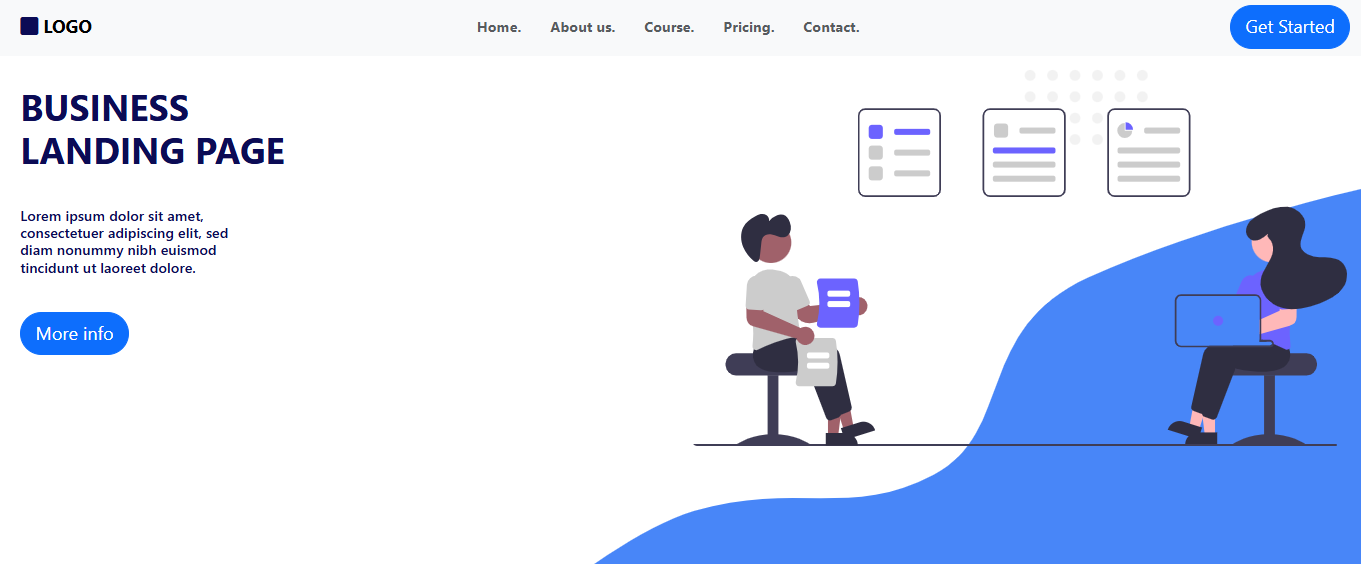 LOGO
Home. About us. Course. Pricing. Contact.
Get Started
BUSINESS
LANDING PAGE
Lorem ipsum dolor sit amet,
consectetuer adipiscing elit, sed
diam nonummy nibh euismod
tincidunt ut laoreet dolore.
More info